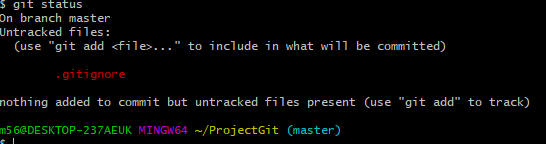 $ git status
On branch master
Untracked files:
  (use "git add <file>..." to include in what will be committed)

        .gitignore

nothing added to commit but untracked files present (use "git add" to track)

m56@DESKTOP-237AEUK MINGW64 ~/ProjectGit (master)
$